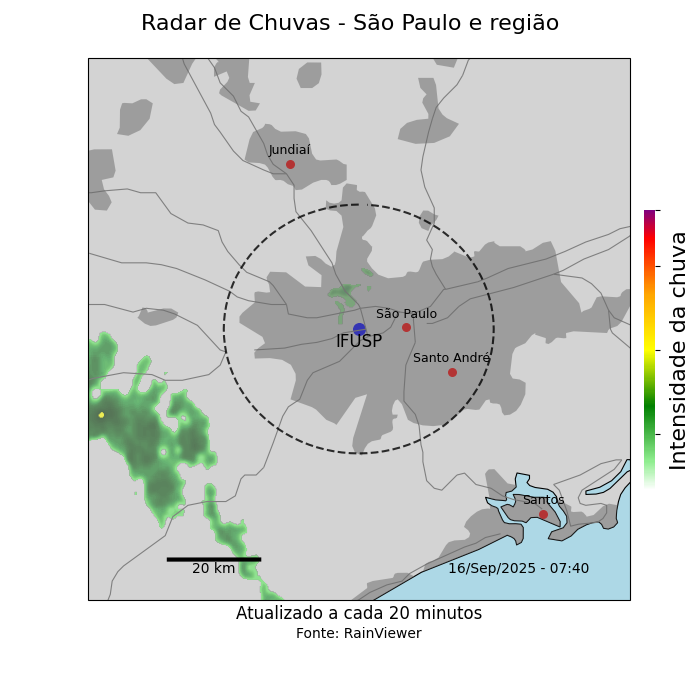 Radar de Chuvas - São Paulo e região
Jundiaí
São Paulo
IFUSP
Santo André
Intensidade da chuva
Santos
20 km
16/Sep/2025 - 07:40
Atualizado a cada 20 minutos
Fonte: RainViewer